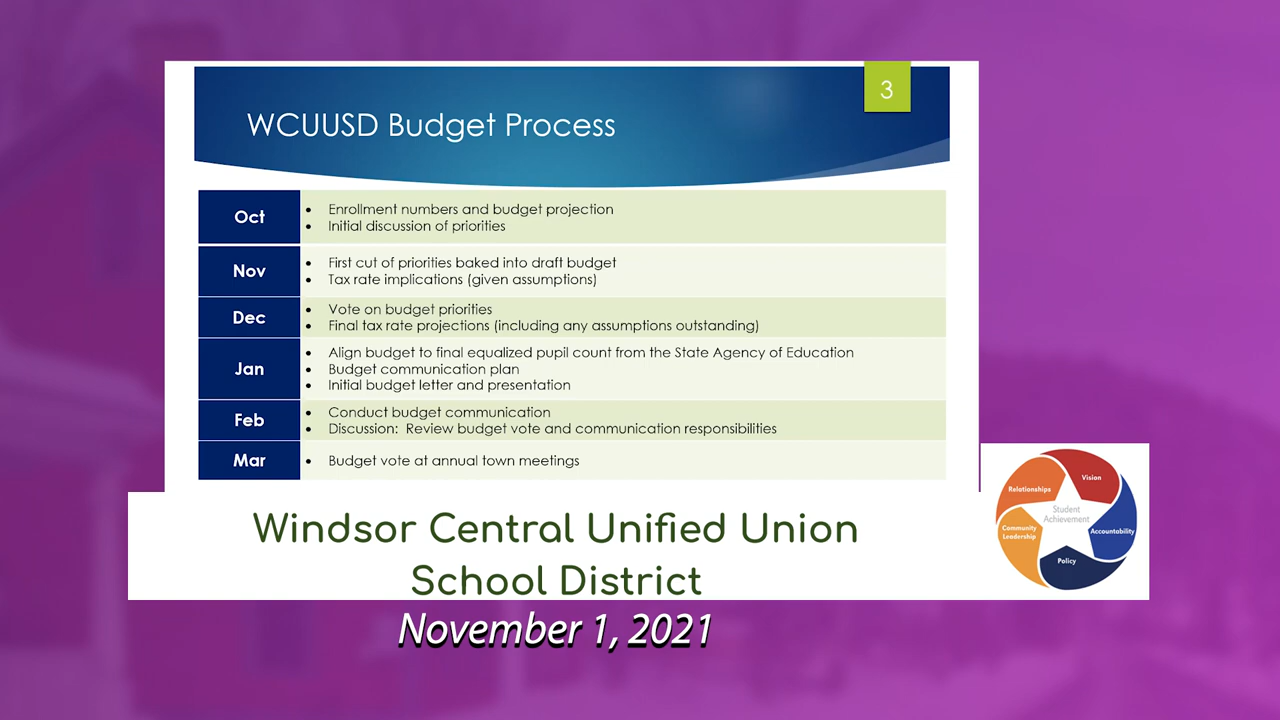 3
WCUUSD Budget Process
Oct
• Enrollment numbers and budget projection
• Initial discussion of priorities
Nov
• First cut of priorities baked into draft budget
• Tax rate implications (given assumptions)
Dec
• Vote on budget priorities
• Final tax rate projections (including any assumptions outstanding)
Jan
• Align budget to final equalized pupil count from the State Agency of Education
• Budget communication plan
• Initial budget letter and presentation
Feb
• Conduct budget communication
• Discussion: Review budget vote and communication responsibilities
Mar
• Budget vote at annual town meetings
Windsor Central Unified Union
School District
November 1, 2021
Vision
Relationships
Student
Achievement
Community
Leadership
Accountability
Policy